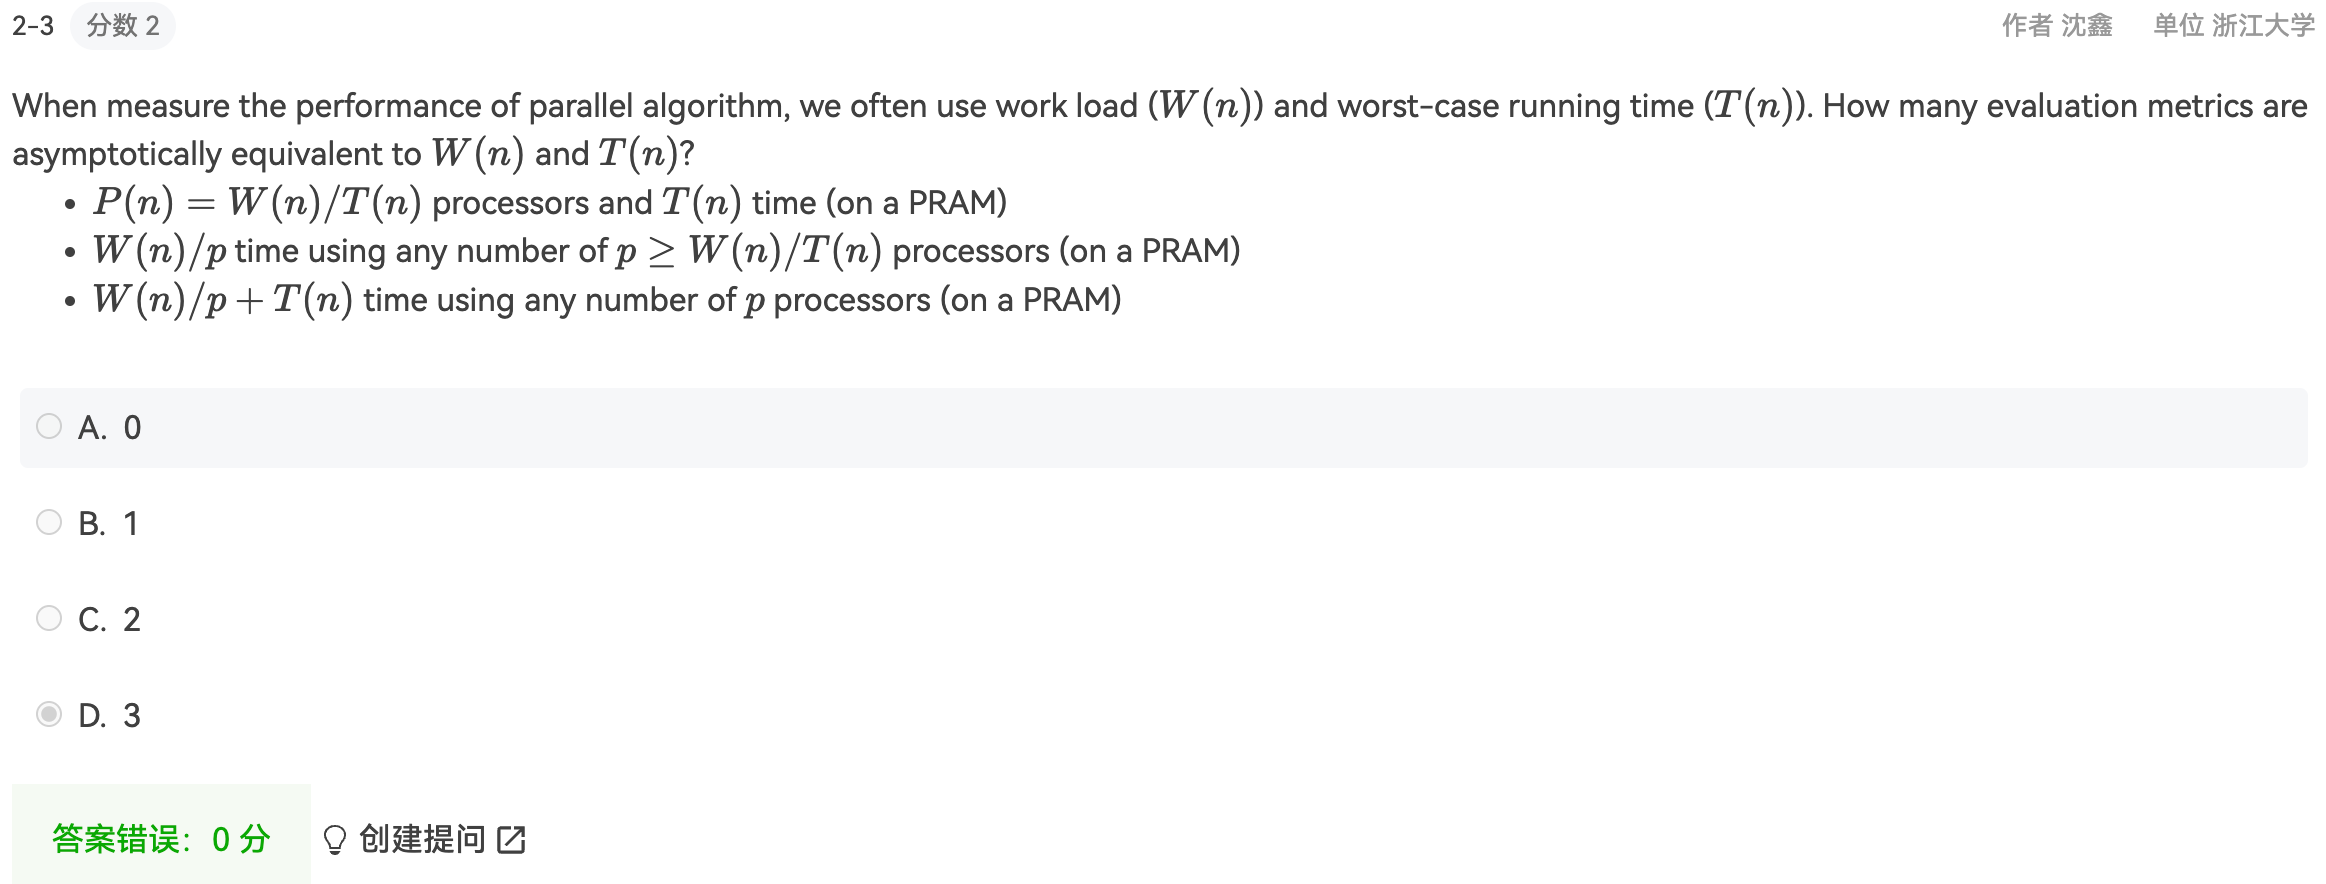 2-3 分数 2 作者 沈鑫 单位 浙江大学
When measure the performance of parallel algorithm, we often use work load (W(n)) and worst-case running time (T(n)). How many evaluation metrics are
asymptotically equivalent to W(n) and T(n)?
• P(n) = W(n)/T(n) processors and T(n) time (on a PRAM)
• W(n)/p time using any number of p ≥ W(n)/T(n) processors (on a PRAM)
• W(n)/p + T(n) time using any number of p processors (on a PRAM)
A. 0
B. 1
C. 2
D. 3
答案错误：0 分 创建提问